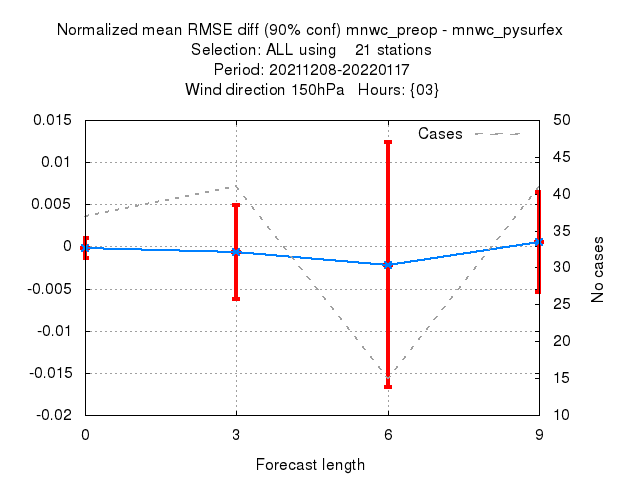 Normalized mean RMSE diff (90% conf) mnwc_preop - mnwc_pysurfex
Selection: ALL using    21 stations
Period: 20211208-20220117
Wind direction 150hPa   Hours: {03}
Cases
0.015
0.01
0.005
0
-0.005
-0.01
-0.015
-0.02
50
45
40
35
30
25
20
15
10
No cases
0 3 6 9
Forecast length